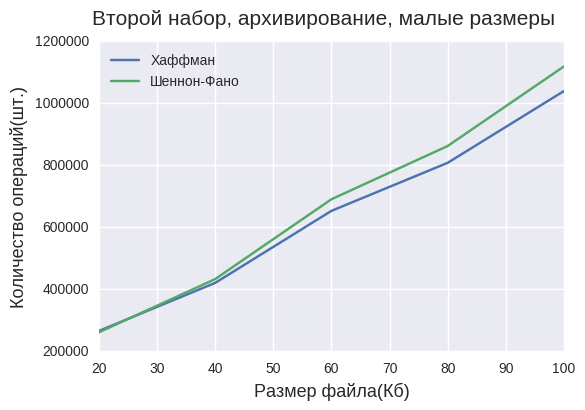 Второй набор, архивирование, малые размеры
1200000
1000000
800000
600000
400000
200000
Количество операций(шт.)
Хаффман
Шеннон-Фано
20 30 40 50 60 70 80 90 100
Размер файла(Кб)